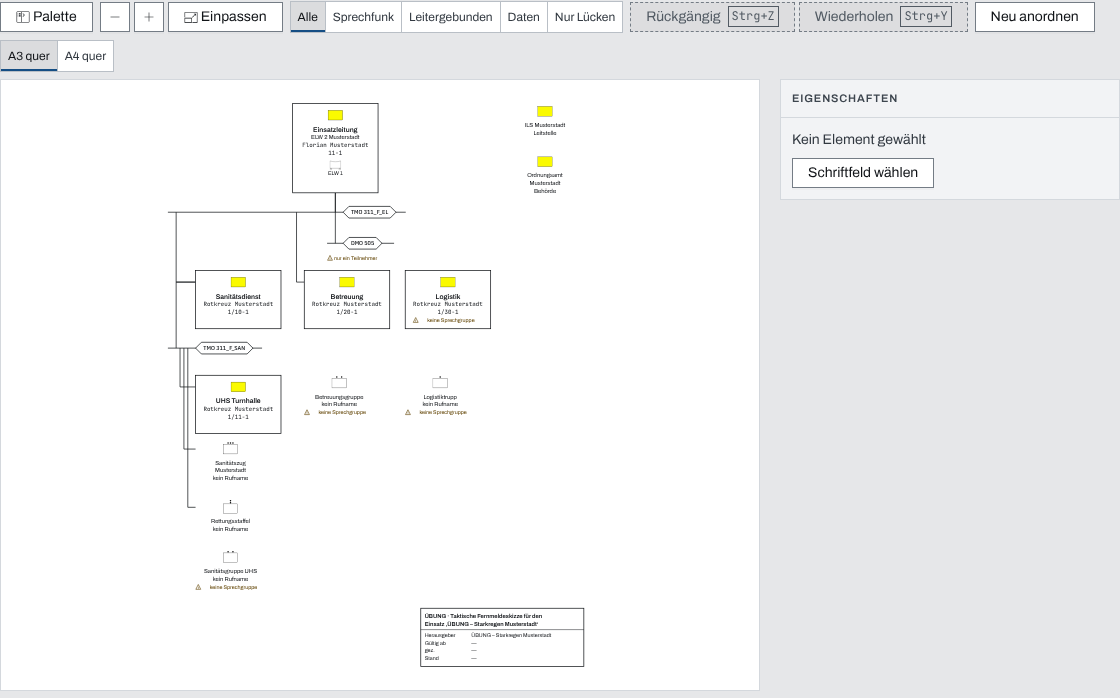 Palette
−
+
Einpassen
Alle
Sprechfunk
Leitergebunden
Daten
Nur Lücken
Rückgängig Strg+Z
Wiederholen Strg+Y
Neu anordnen
A3 quer
A4 quer
EIGENSCHAFTEN
Kein Element gewählt
Schriftfeld wählen
Einsatzleitung
ELW 2 Musterstadt
Florian Musterstadt
11-1
ELW 1
ILS Musterstadt
Leitstelle
Ordnungsamt
Musterstadt
Behörde
TMO 311_F_EL
DMO 505
nur ein Teilnehmer
Sanitätsdienst
Rotkreuz Musterstadt
1/10-1
Betreuung
Rotkreuz Musterstadt
1/20-1
Logistik
Rotkreuz Musterstadt
1/30-1
keine Sprechgruppe
TMO 311_F_SAN
UHS Turnhalle
Rotkreuz Musterstadt
1/11-1
Betreuungsgruppe
kein Rufname
keine Sprechgruppe
Logistiktrupp
kein Rufname
keine Sprechgruppe
Sanitätszug
Musterstadt
kein Rufname
Rettungsstaffel
kein Rufname
Sanitätsgruppe UHS
kein Rufname
keine Sprechgruppe
ÜBUNG · Taktische Fernmeldeskizze für den
Einsatz ‚ÜBUNG – Starkregen Musterstadt‘
Herausgeber ÜBUNG – Starkregen Musterstadt
Gültig ab —
gez. —
Stand —